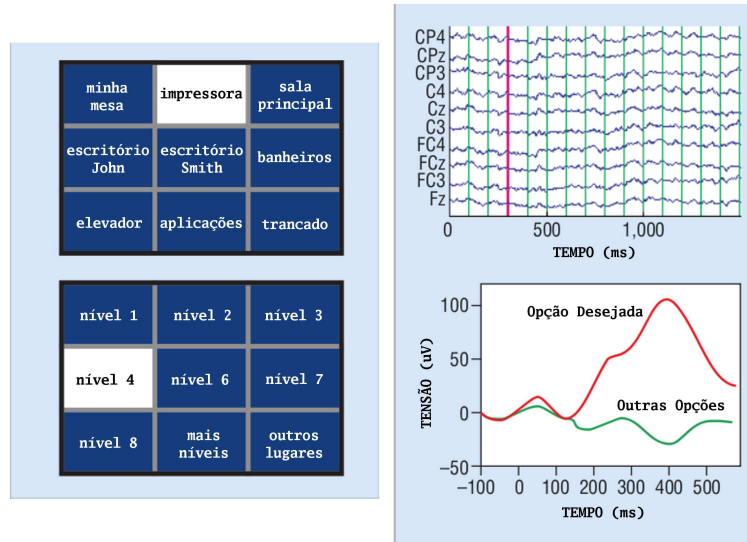 minha
mesa
impressora
sala
principal
escritório
John
escritório
Smith
banheiros
elevador
aplicações
trancado
nível 1
nível 2
nível 3
nível 4
nível 6
nível 7
nível 8
mais
níveis
outros
lugares
CP4
CPz
CP3
C4
Cz
C3
FC4
FCz
FC3
Fz
0
500
1,000
TEMPO (ms)
TENSÃO (uV)
100
50
0
−50
Opção Desejada
Outras Opções
−100
0
100
200
300
400
500
TEMPO (ms)